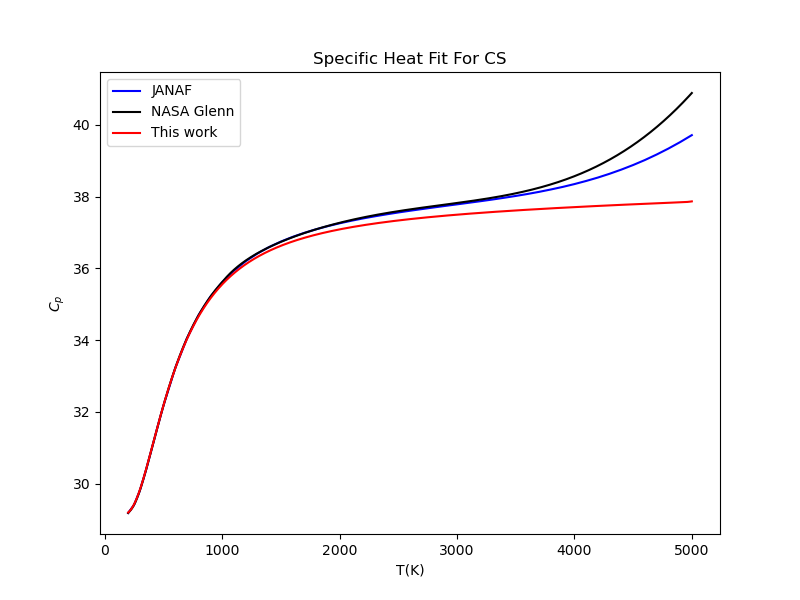 Specific Heat Fit For CS
JANAF
NASA Glenn
This work
40
38
36
34
32
30
C_p
0 1000 2000 3000 4000 5000
T(K)